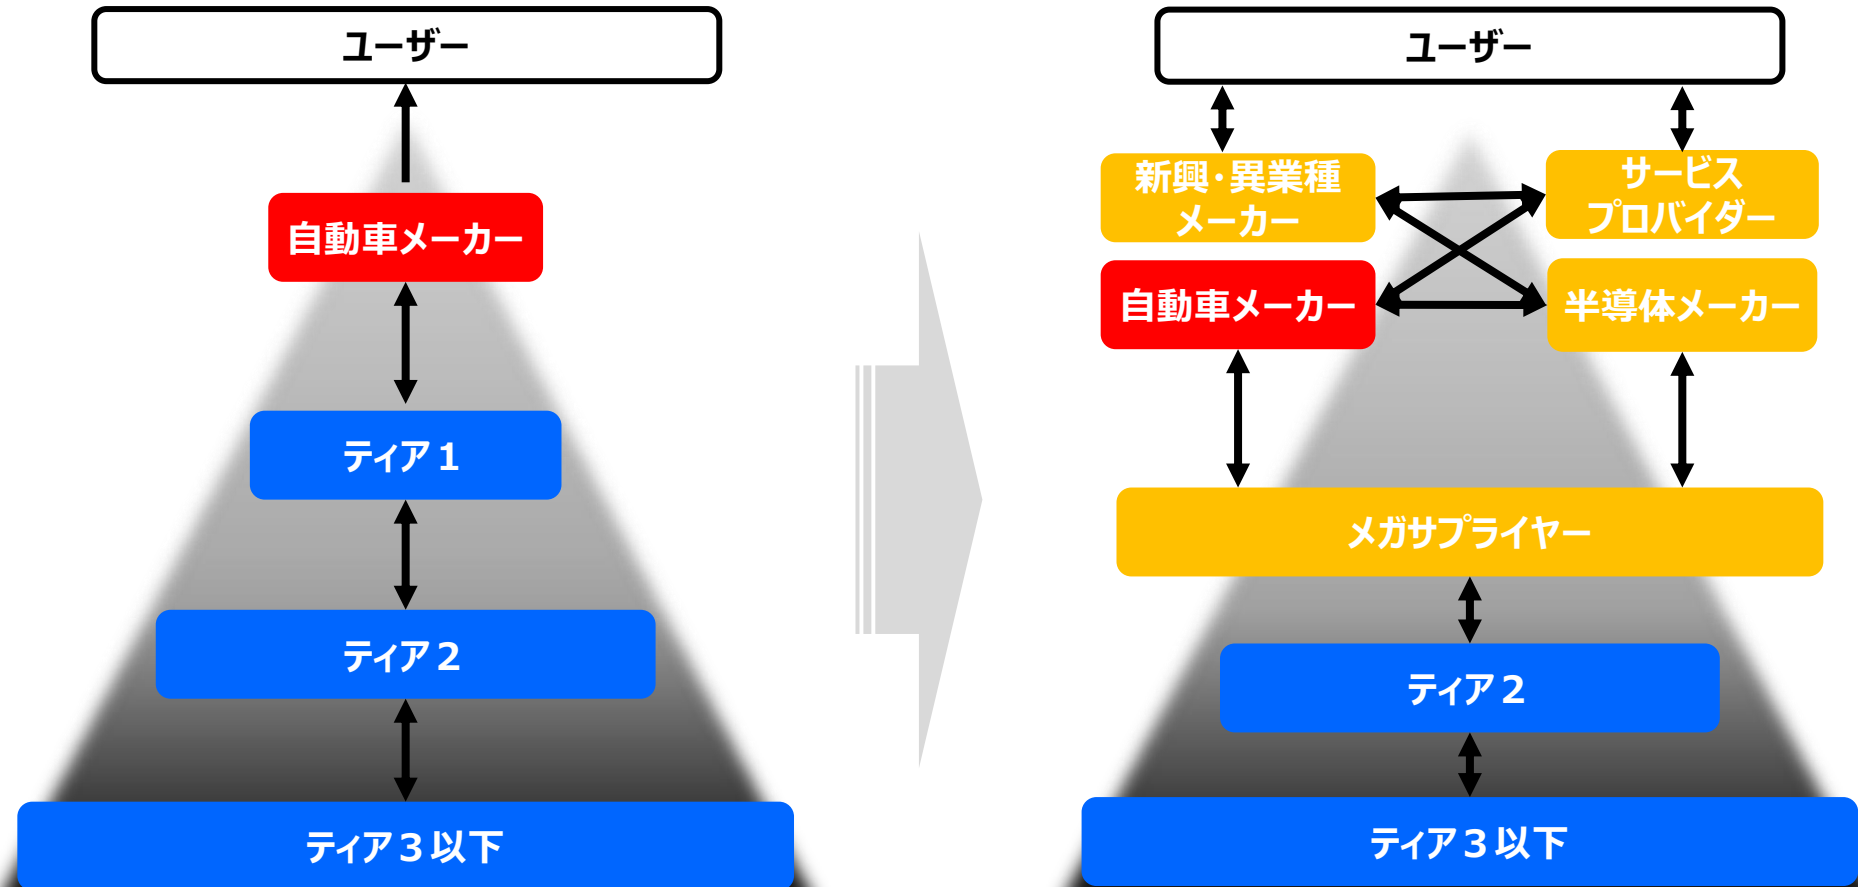 ユーザー
自動車メーカー
ティア１
ティア２
ティア３以下
ユーザー
新興・異業種
メーカー
サービス
プロバイダー
自動車メーカー
半導体メーカー
メガサプライヤー
ティア２
ティア３以下